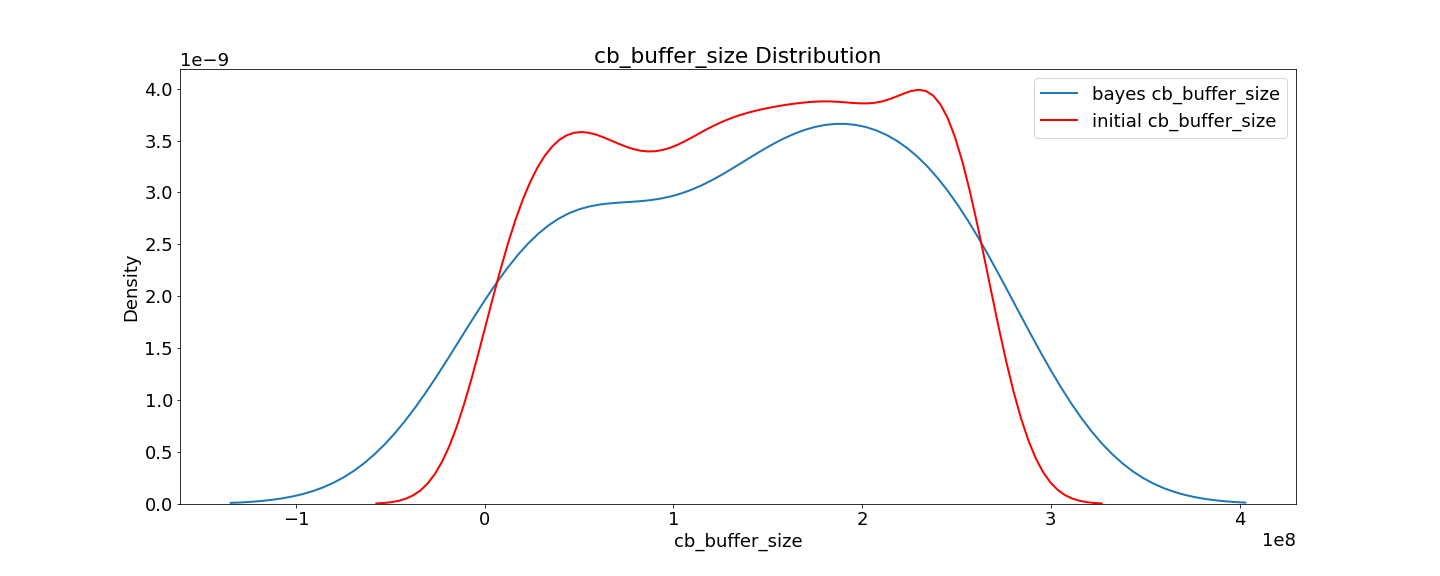 cb_buffer_size Distribution
1e−9
bayes cb_buffer_size
initial cb_buffer_size
4.0
3.5
3.0
2.5
2.0
1.5
1.0
0.5
0.0
Density
−1
0
1
2
3
4
1e8
cb_buffer_size